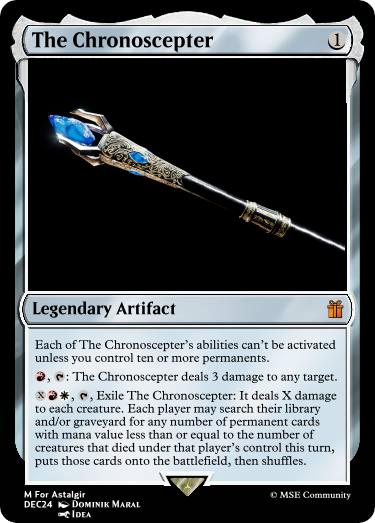 The Chronoscepter 1
Legendary Artifact
Each of The Chronoscepter's abilities can't be activated
unless you control ten or more permanents.
, : The Chronoscepter deals 3 damage to any target.
X , , Exile The Chronoscepter: It deals X damage
to each creature. Each player may search their library
and/or graveyard for any number of permanent cards
with mana value less than or equal to the number of
creatures that died under that player's control this turn,
puts those cards onto the battlefield, then shuffles.
M For Astalgir
DEC24 Dominik Maral
Idea
© MSE Community